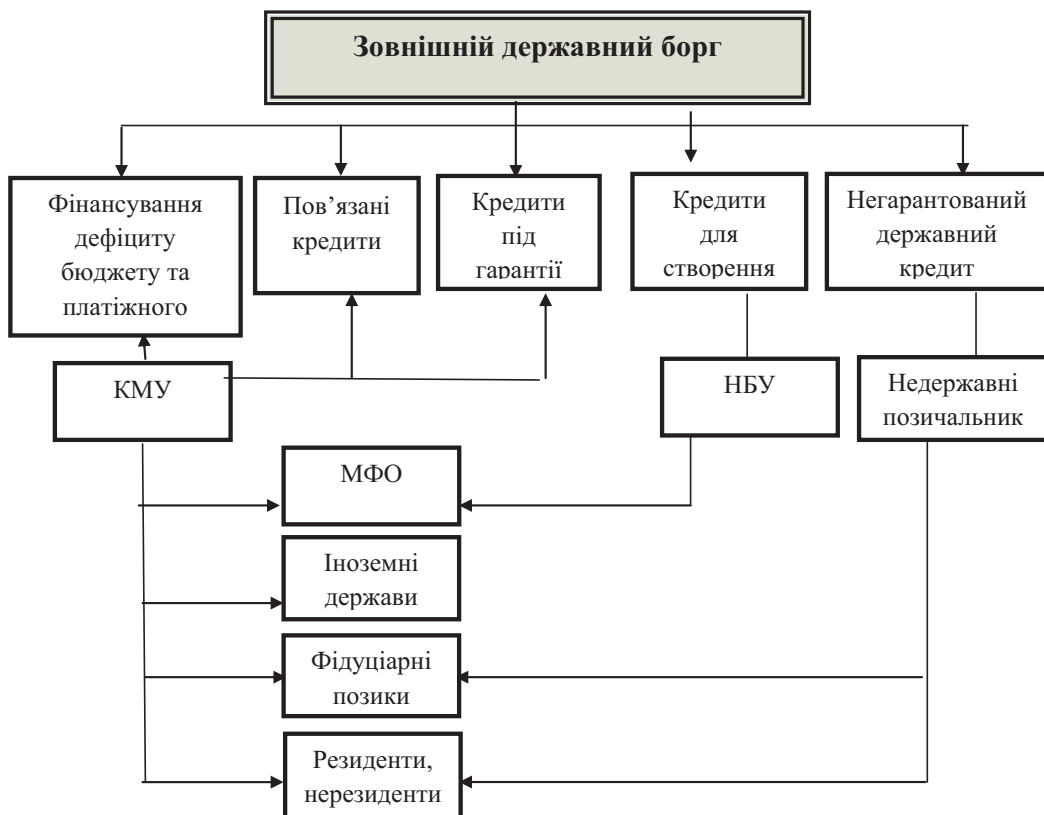 Зовнішній державний борг
Фінансування
дефіциту
бюджету та
платіжного
Пов’язані
кредити
Кредити
під
гарантії
Кредити
для
створення
Негарантований
державний
кредит
КМУ
НБУ
Недержавні
позичальник
МФО
Іноземні
держави
Фідуціарні
позики
Резиденти,
нерезиденти